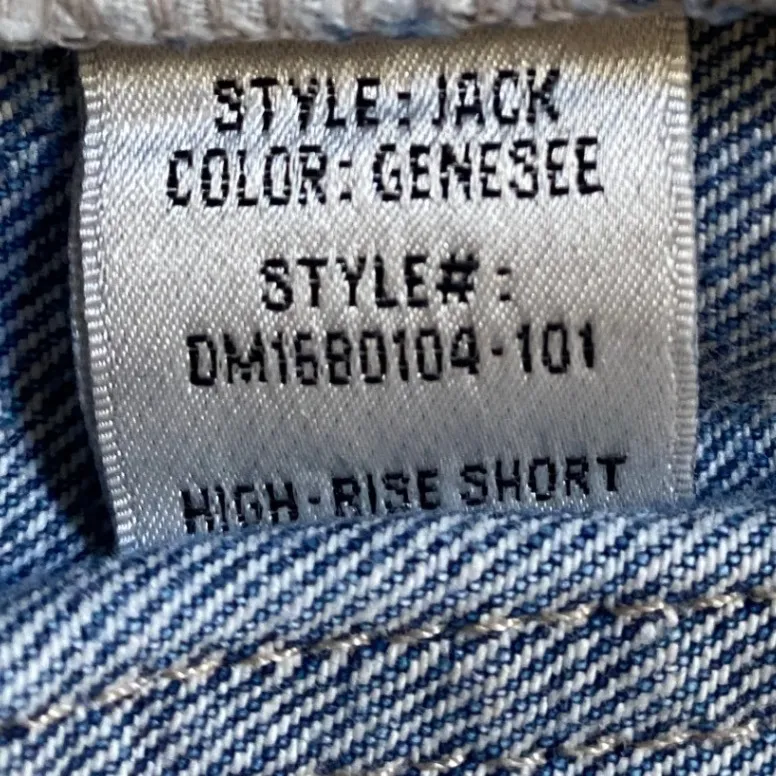 STYLE: JACK
COLOR: GENESEE
STYLE#:
DM1680104-101
HIGH-RISE SHORT